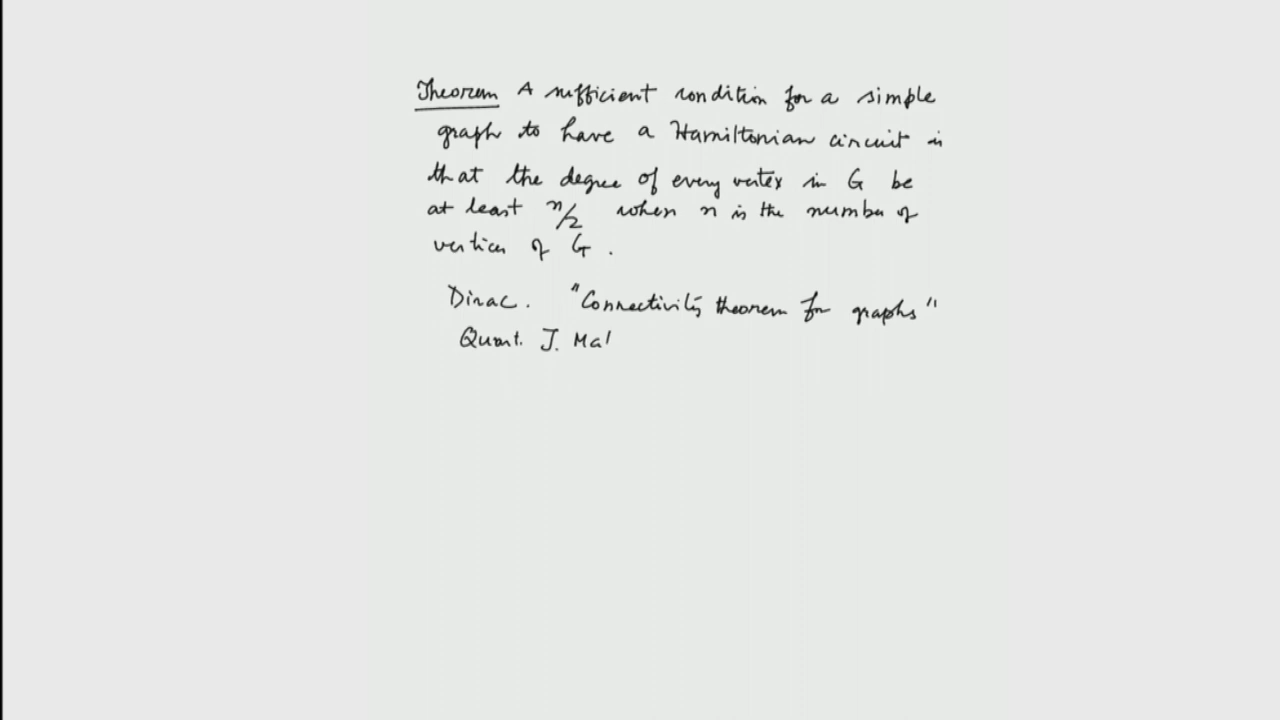 Theorem A sufficient condition for a simple
graph to have a Hamiltonian circuit is
that the degree of every vertex in G be
at least n/2 when n is the number of
vertices of G .
Dirac. "Connectivity theorem for graphs"
Quart. J. Mat